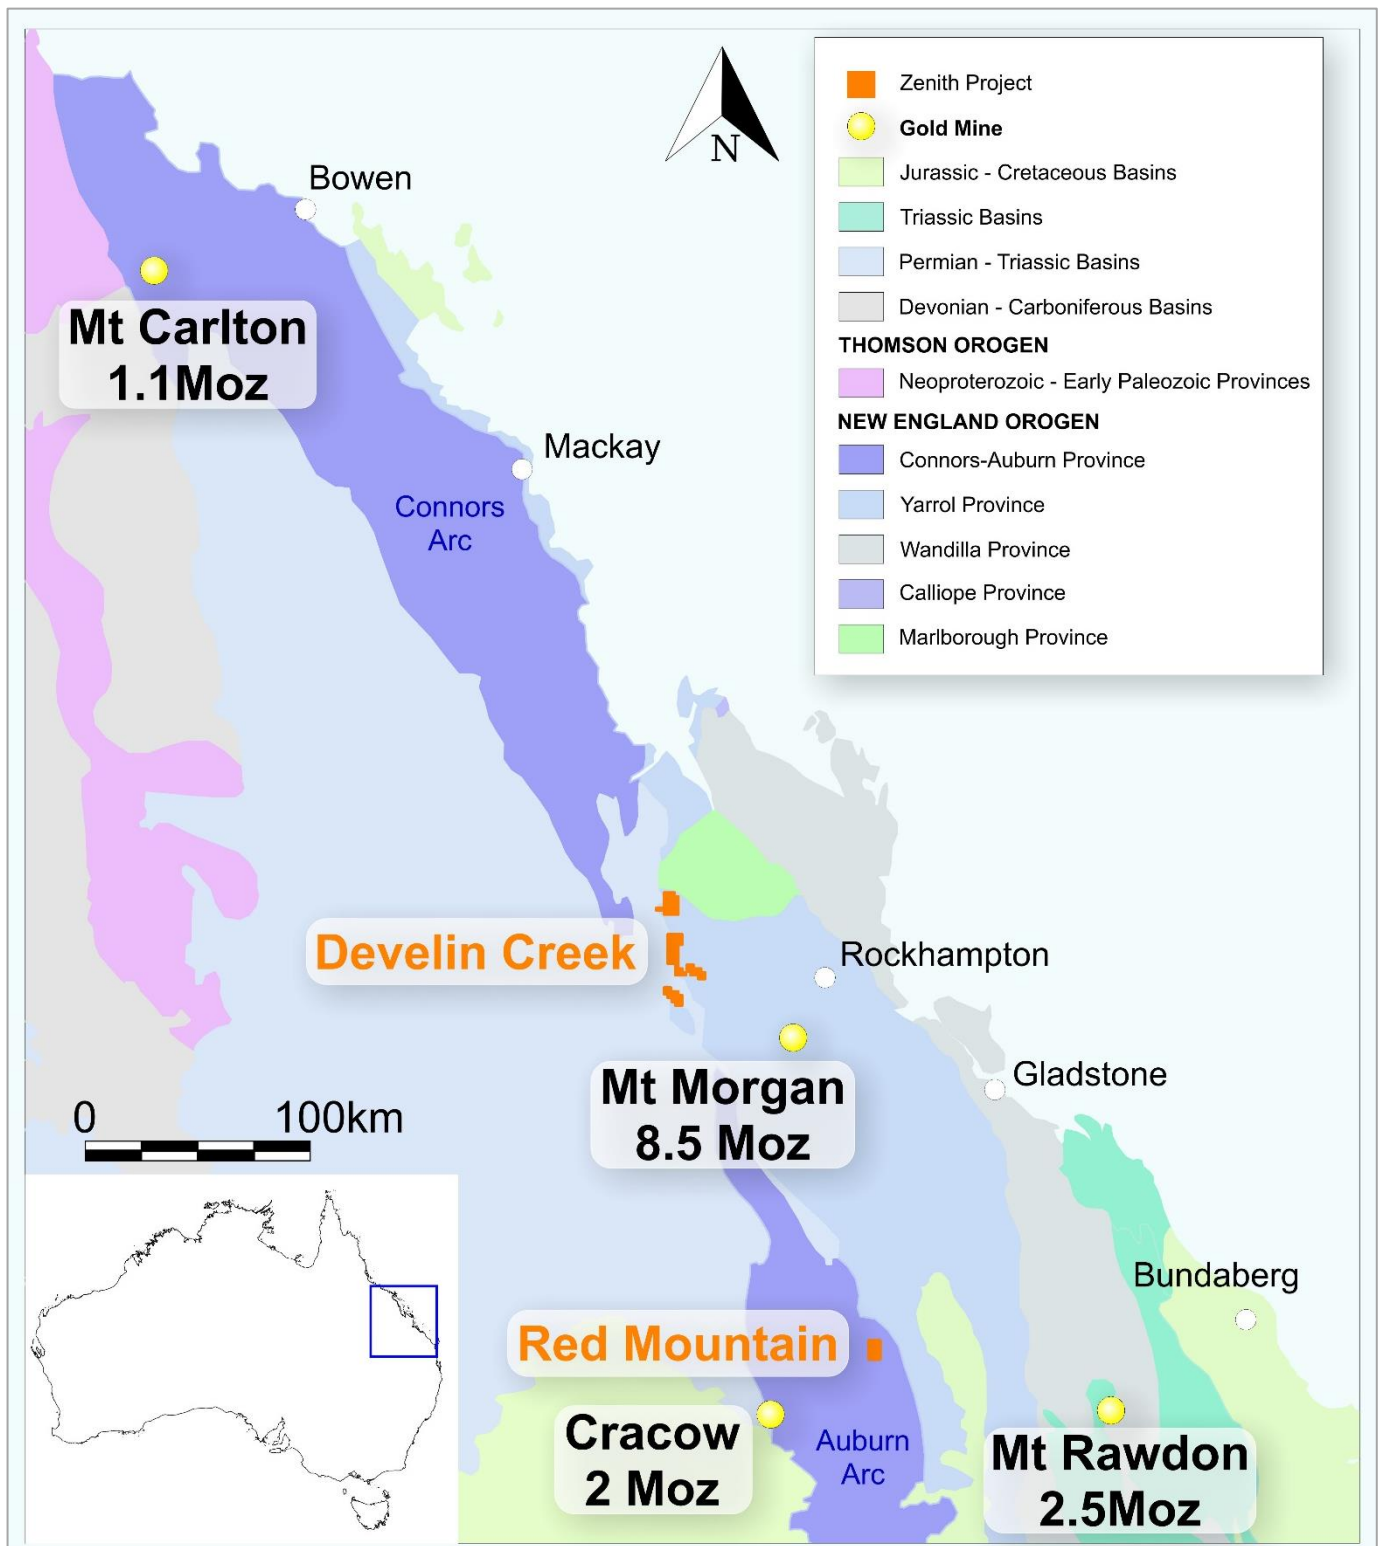 Zenith Project
Gold Mine
Jurassic - Cretaceous Basins
Triassic Basins
Permian - Triassic Basins
Devonian - Carboniferous Basins
THOMSON OROGEN
Neoproterozoic - Early Paleozoic Provinces
NEW ENGLAND OROGEN
Connors-Auburn Province
Yarrol Province
Wandilla Province
Calliope Province
Marlborough Province
N
Bowen
Mt Carlton
1.1Moz
Mackay
Connors
Arc
Develin Creek
Rockhampton
Mt Morgan
8.5 Moz
Gladstone
0 100km
Bundaberg
Red Mountain
Cracow
2 Moz
Auburn
Arc
Mt Rawdon
2.5Moz